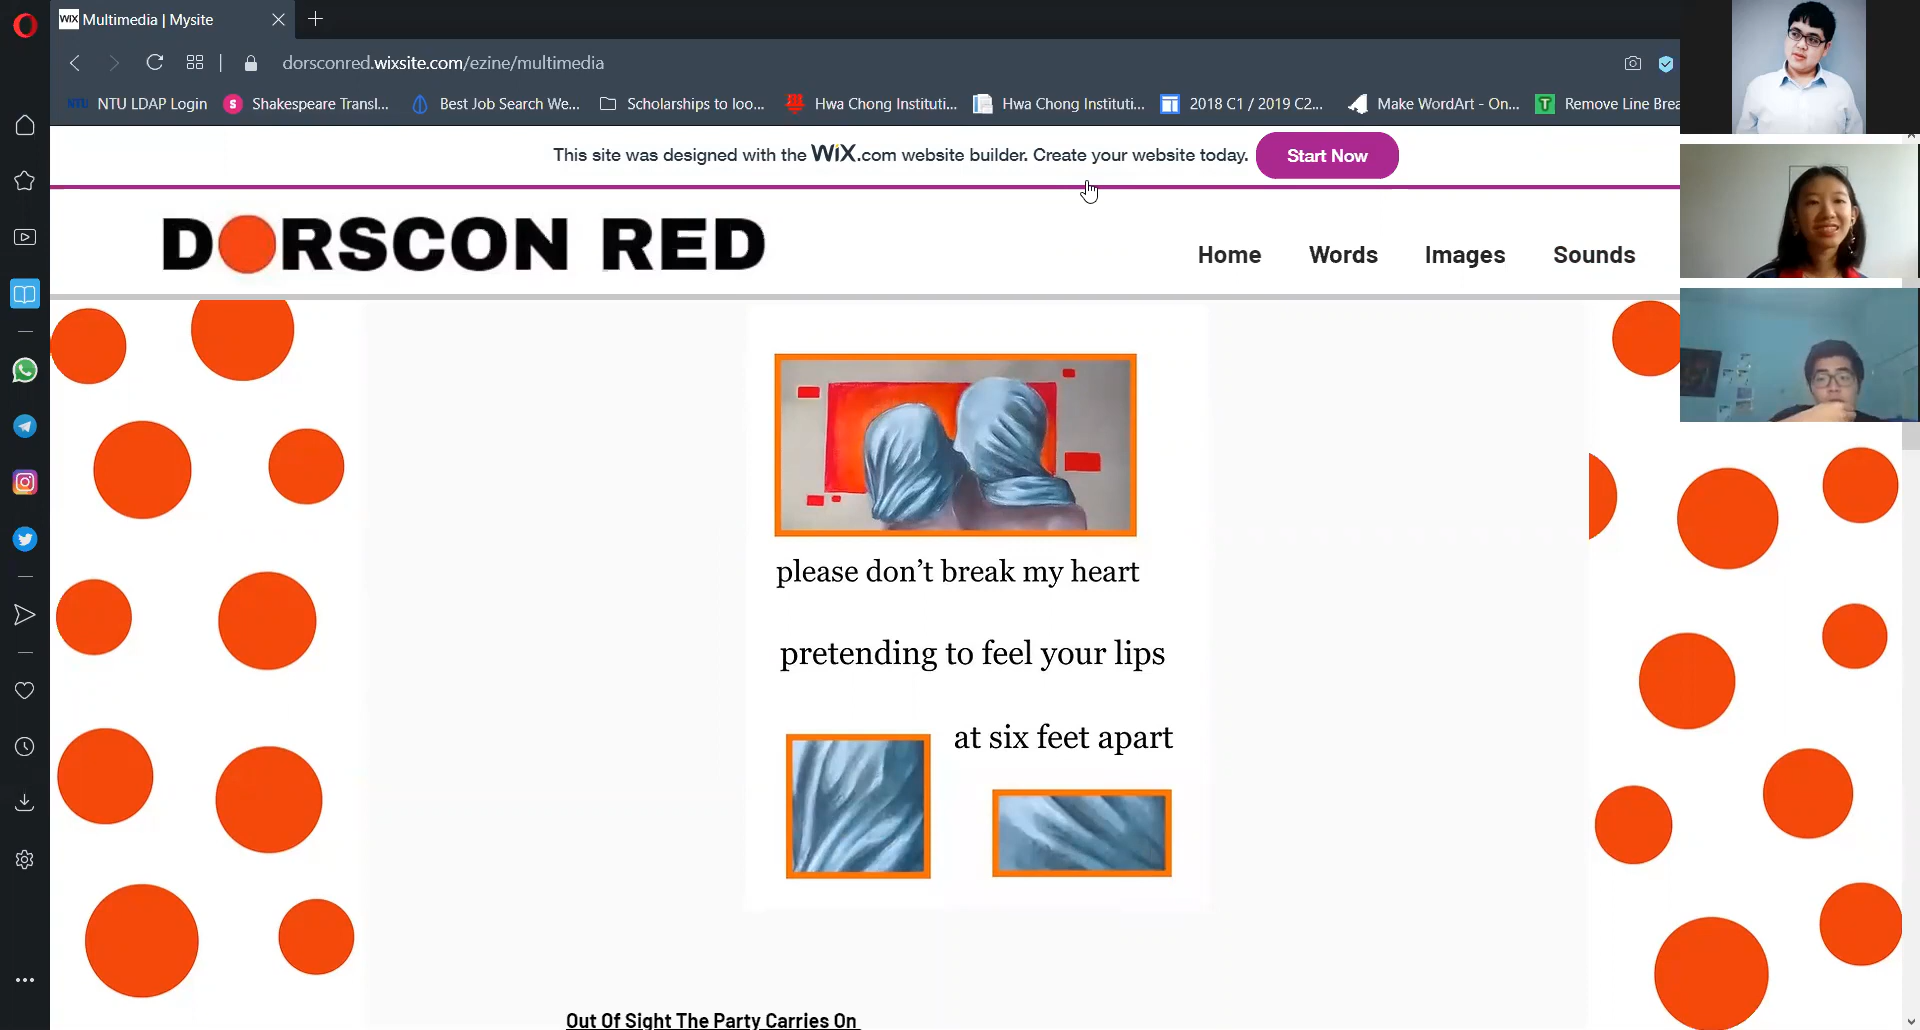 WiX Multimedia | Mysite
dorsconred.wixsite.com/ezine/multimedia
NTU NTU LDAP Login
S Shakespeare Transl...
Best Job Search We...
Scholarships to loo...
Hwa Chong Instituti...
Hwa Chong Instituti...
2018 C1 / 2019 C2...
Make WordArt - On...
T Remove Line Brea
This site was designed with the WiX.com website builder. Create your website today. Start Now
DORSCON RED
Home Words Images Sounds
please don't break my heart
pretending to feel your lips
at six feet apart
Out Of Sight The Party Carries On